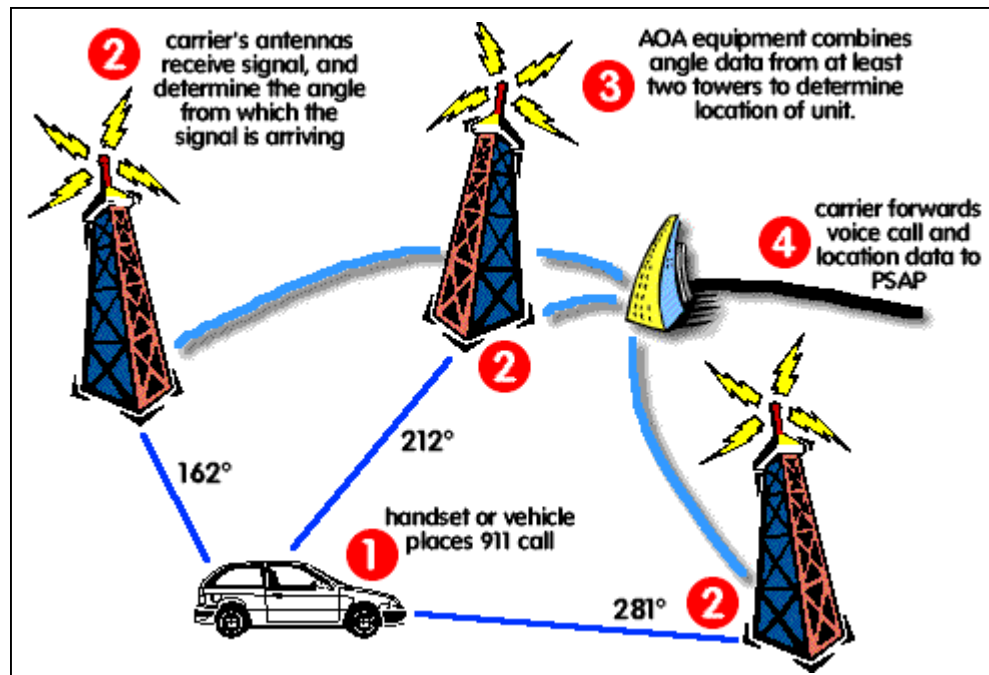 2
carrier's antennas
receive signal, and
determine the angle
from which the
signal is arriving
3
AOA equipment combines
angle data from at least
two towers to determine
location of unit.
4
carrier forwards
voice call and
location data to
PSAP
2
212°
162°
1
handset or vehicle
places 911 call
281°
2